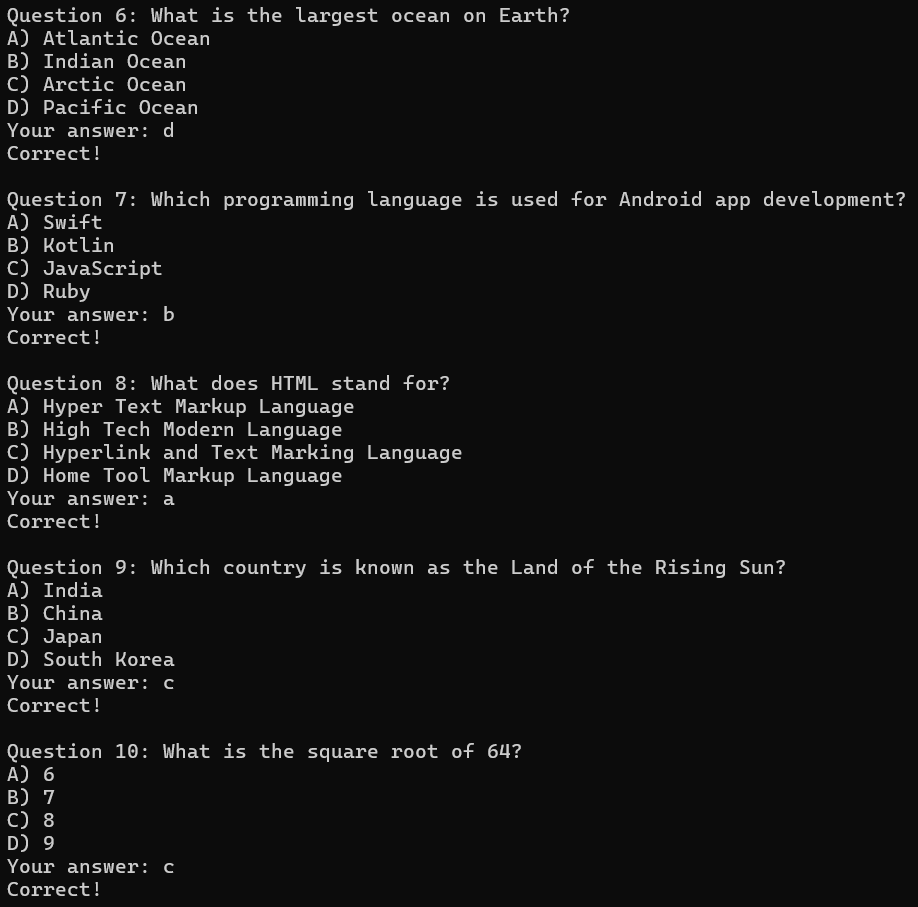 Question 6: What is the largest ocean on Earth?
A) Atlantic Ocean
B) Indian Ocean
C) Arctic Ocean
D) Pacific Ocean
Your answer: d
Correct!

Question 7: Which programming language is used for Android app development?
A) Swift
B) Kotlin
C) JavaScript
D) Ruby
Your answer: b
Correct!

Question 8: What does HTML stand for?
A) Hyper Text Markup Language
B) High Tech Modern Language
C) Hyperlink and Text Marking Language
D) Home Tool Markup Language
Your answer: a
Correct!

Question 9: Which country is known as the Land of the Rising Sun?
A) India
B) China
C) Japan
D) South Korea
Your answer: c
Correct!

Question 10: What is the square root of 64?
A) 6
B) 7
C) 8
D) 9
Your answer: c
Correct!